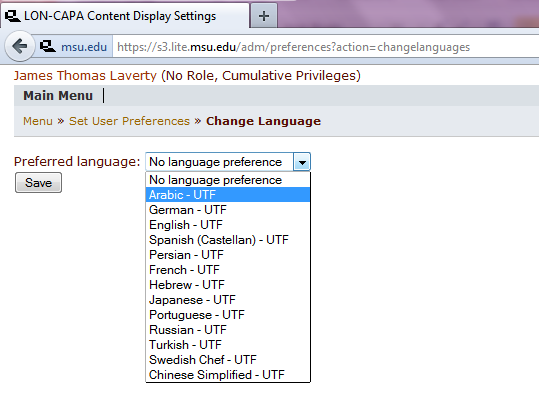 LON-CAPA Content Display Settings
msu.edu https://s3.lite.msu.edu/adm/preferences?action=changelanguages
James Thomas Laverty (No Role, Cumulative Privileges)
Main Menu
Menu » Set User Preferences » Change Language
Preferred language: No language preference
Save
No language preference
Arabic - UTF
German - UTF
English - UTF
Spanish (Castellan) - UTF
Persian - UTF
French - UTF
Hebrew - UTF
Japanese - UTF
Portuguese - UTF
Russian - UTF
Turkish - UTF
Swedish Chef - UTF
Chinese Simplified - UTF